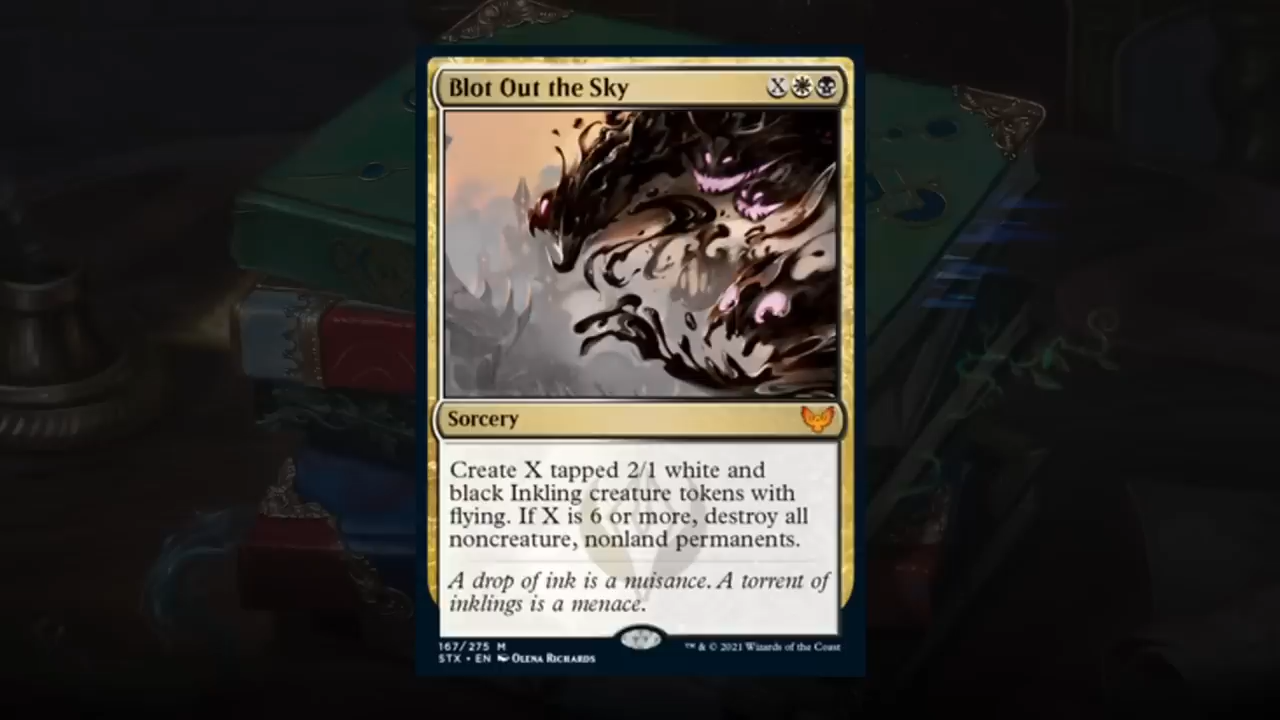 Blot Out the Sky X
Sorcery
Create X tapped 2/1 white and
black Inkling creature tokens with
flying. If X is 6 or more, destroy all
noncreature, nonland permanents.
A drop of ink is a nuisance. A torrent of
inklings is a menace.
167/275 M
STX • EN OLENA RICHARDS
™ & © 2021 Wizards of the Coast